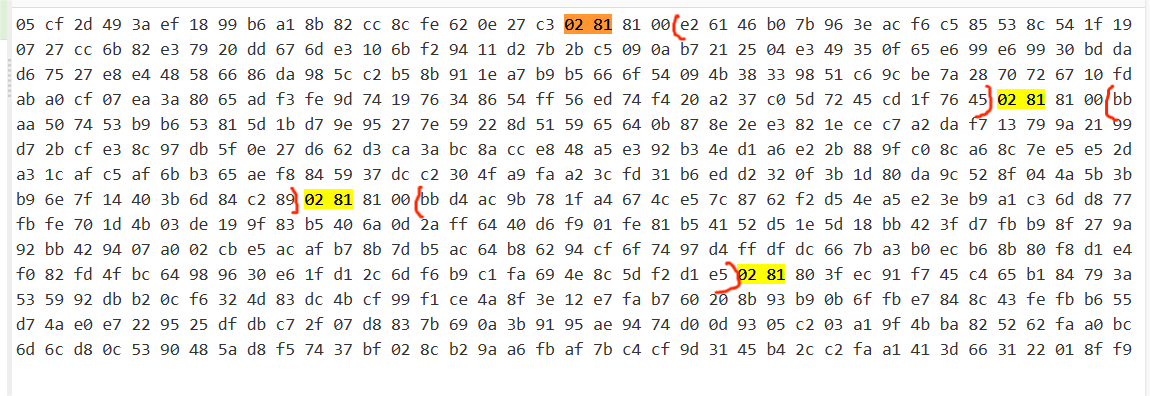 05 cf 2d 49 3a ef 18 99 b6 a1 8b 82 cc 8c fe 62 0e 27 c3 02 81 81 00 e2 61 46 b0 7b 96 3e ac f6 c5 85 53 8c 54 1f 19
07 27 cc 6b 82 e3 79 20 dd 67 6d e3 10 6b f2 94 11 d2 7b 2b c5 09 0a b7 21 25 04 e3 49 35 0f 65 e6 99 e6 99 30 bd da
d6 75 27 e8 e4 48 58 66 86 da 98 5c c2 b5 8b 91 1e a7 b9 b5 66 6f 54 09 4b 38 33 98 51 c6 9c be 7a 28 70 72 67 10 fd
ab a0 cf 07 ea 3a 80 65 ad f3 fe 9d 74 19 76 34 86 54 ff 56 ed 74 f4 20 a2 37 c0 5d 72 45 cd 1f 76 45 02 81 81 00 bb
aa 50 74 53 b9 b6 53 81 5d 1b d7 9e 95 27 7e 59 22 8d 51 59 65 64 0b 87 8e 2e e3 82 1e ce c7 a2 da f7 13 79 9a 21 99
d7 2b cf e3 8c 97 db 5f 0e 27 d6 62 d3 ca 3a bc 8a cc e8 48 a5 e3 92 b3 4e d1 a6 e2 2b 88 9f c0 8c a6 8c 7e e5 e5 2d
a3 1c af c5 af 6b b3 65 ae f8 84 59 37 dc c2 30 4f a9 fa a2 3c fd 31 b6 ed d2 32 0f 3b 1d 80 da 9c 52 8f 04 4a 5b 3b
b9 6e 7f 14 40 3b 6d 84 c2 89 02 81 81 00 bb d4 ac 9b 78 1f a4 67 4c e5 7c 87 62 f2 d5 4e a5 e2 3e b9 a1 c3 6d d8 77
fb fe 70 1d 4b 03 de 19 9f 83 b5 40 6a 0d 2a ff 64 40 d6 f9 01 fe 81 b5 41 52 d5 1e 5d 18 bb 42 3f d7 fb b9 8f 27 9a
92 bb 42 94 07 a0 02 cb e5 ac af b7 8b 7d b5 ac 64 b8 62 94 cf 6f 74 97 d4 ff df dc 66 7b a3 b0 ec b6 8b 80 f8 d1 e4
f0 82 fd 4f bc 64 98 96 30 e6 1f d1 2c 6d f6 b9 c1 fa 69 4e 8c 5d f2 d1 e5 02 81 80 3f ec 91 f7 45 c4 65 b1 84 79 3a
53 59 92 db b2 0c f6 32 4d 83 dc 4b cf 99 f1 ce 4a 8f 3e 12 e7 fa b7 60 20 8b 93 b9 0b 6f fb e7 84 8c 43 fe fb b6 55
d7 4a e0 e7 22 95 25 df db c7 2f 07 d8 83 7b 69 0a 3b 91 95 ae 94 74 d0 0d 93 05 c2 03 a1 9f 4b ba 82 52 62 fa a0 bc
6d 6c d8 0c 53 90 48 5a d8 f5 74 37 bf 02 8c b2 9a a6 fb af 7b c4 cf 9d 31 45 b4 2c c2 fa a1 41 3d 66 31 22 01 8f f9